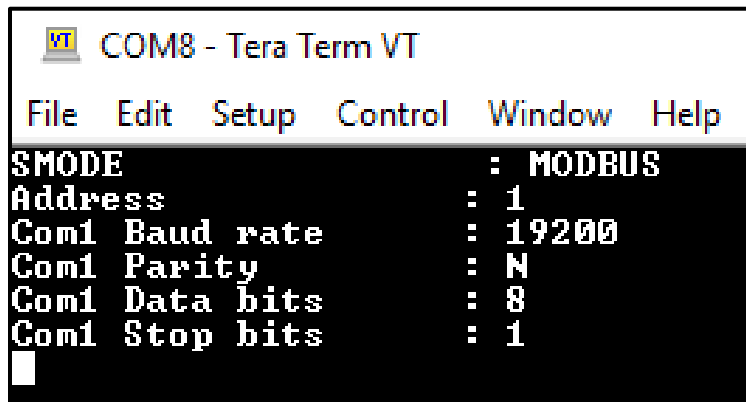 VT COM8 - Tera Term VT
File Edit Setup Control Window Help
SMODE : MODBUS
Address : 1
Com1 Baud rate : 19200
Com1 Parity : N
Com1 Data bits : 8
Com1 Stop bits : 1